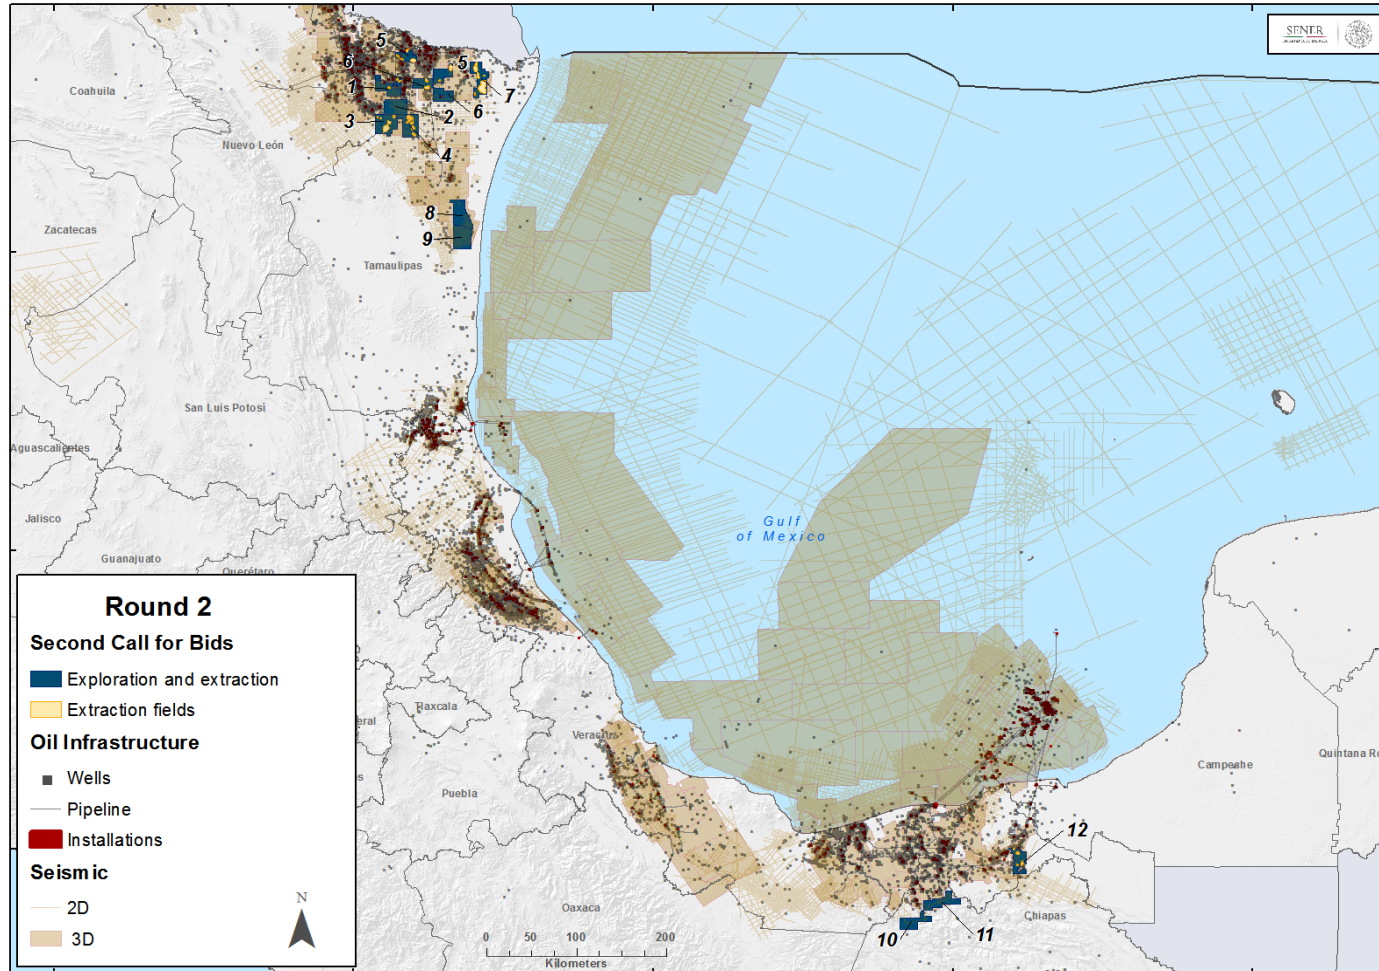 SENER
5
6
5
1
7
6
2
3
4
Coahuila
Nuevo León
8
Zacatecas
9
Tamaulipas
San Luis Potosí
Aguascalientes
Jalisco
Gulf
of Mexico
Guanajuato
Querétaro
Round 2
Second Call for Bids
Exploration and extraction
Extraction fields
Oil Infrastructure
Wells
Pipeline
Installations
Seismic
2D
3D
N
Tlaxcala
Veracruz
Puebla
Campeche
Quintana Ro
12
Oaxaca
Chiapas
10
11
0 50 100 200
Kilometers